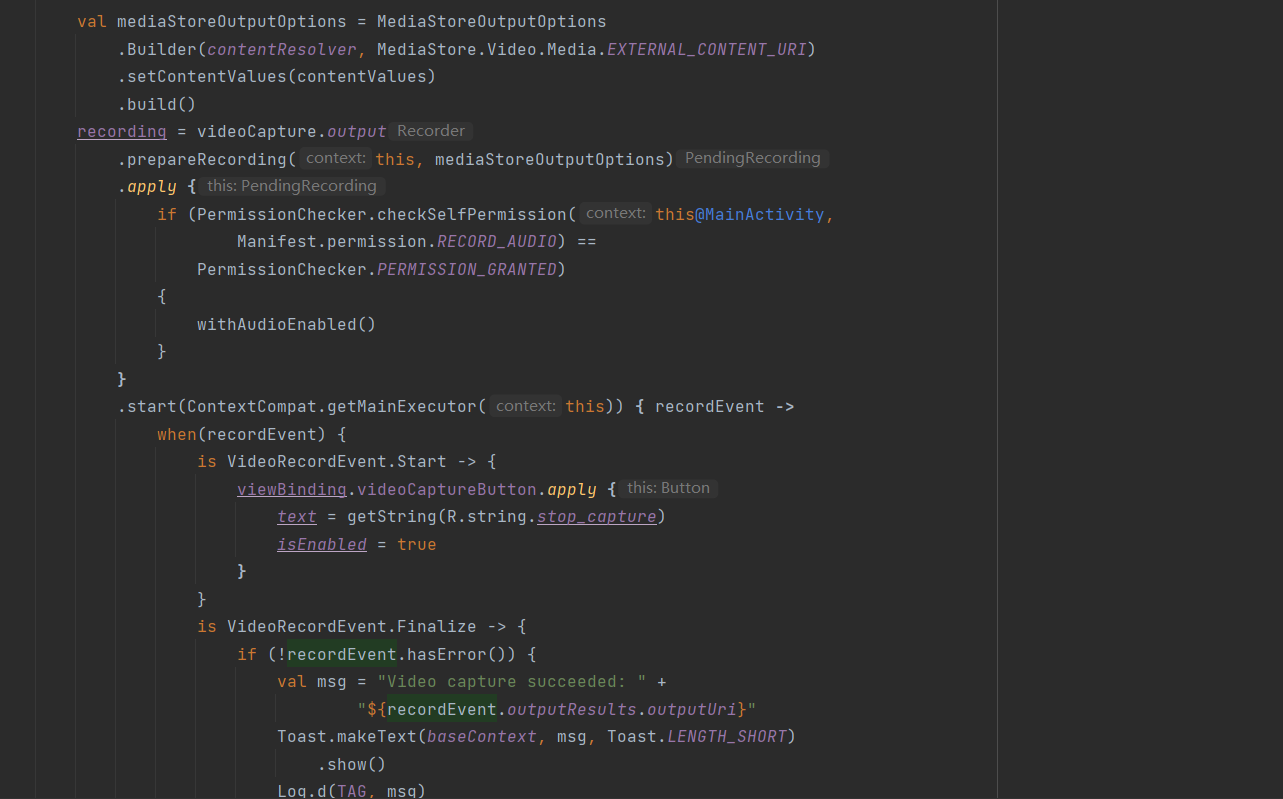 val mediaStoreOutputOptions = MediaStoreOutputOptions
.Builder(contentResolver, MediaStore.Video.Media.EXTERNAL_CONTENT_URI)
.setContentValues(contentValues)
.build()
recording = videoCapture.output Recorder
.prepareRecording( context: this, mediaStoreOutputOptions) PendingRecording
.apply { this: PendingRecording
if (PermissionChecker.checkSelfPermission( context: this@MainActivity,
Manifest.permission.RECORD_AUDIO) ==
PermissionChecker.PERMISSION_GRANTED)
{
withAudioEnabled()
}
}
.start(ContextCompat.getMainExecutor( context: this)) { recordEvent ->
when(recordEvent) {
is VideoRecordEvent.Start -> {
viewBinding.videoCaptureButton.apply { this: Button
text = getString(R.string.stop_capture)
isEnabled = true
}
}
is VideoRecordEvent.Finalize -> {
if (!recordEvent.hasError()) {
val msg = "Video capture succeeded: " +
"${recordEvent.outputResults.outputUri}"
Toast.makeText(baseContext, msg, Toast.LENGTH_SHORT)
.show()
Log.d(TAG, msg)